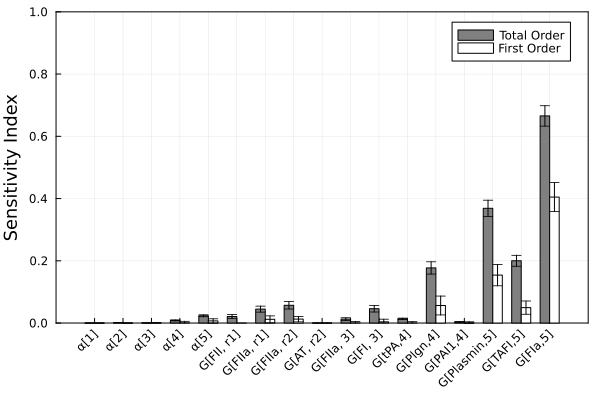 1.0
Total Order
First Order
0.8
0.6
Sensitivity Index
0.4
0.2
0.0
α[1]
α[2]
α[3]
α[4]
α[5]
G[FII, r1]
G[FIIa, r1]
G[FIIa, r2]
G[AT, r2]
G[FIIa, 3]
G[FI, 3]
G[tPA,4]
G[Plgn,4]
G[PAI1,4]
G[Plasmin,5]
G[TAFI,5]
G[FIa,5]